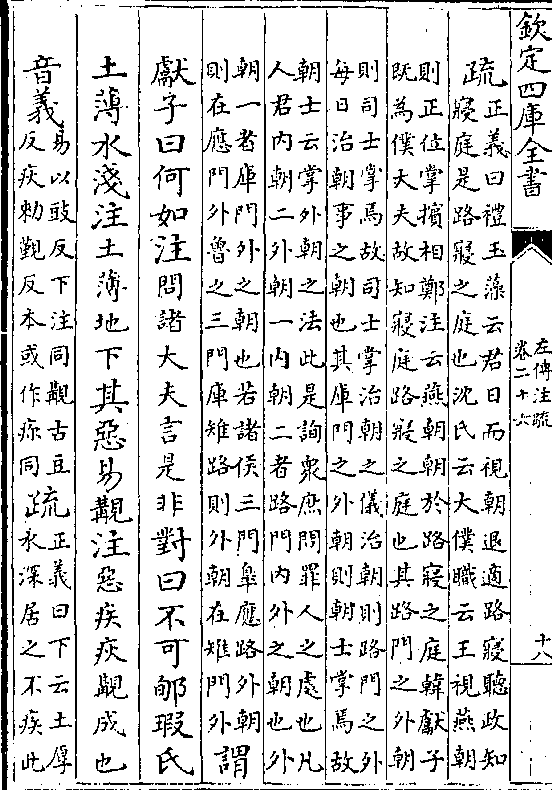 欽定四庫全書
左傳注疏
卷二十六
十八
疏正義曰禮玉藻云君日而視朝退適路寢聽政知
寢庭是路寢之庭也沈氏云大僕職云王視燕朝
則正位掌擯相鄭注云燕朝朝於路寢之庭韓獻子
既為僕大夫故知寢庭路寢之庭也其路門之外朝
則司士掌焉故司士掌治朝之儀治朝則路門之外
每日治朝事之朝也其庫門之外朝則朝士掌焉故
朝士云掌外朝之法此是詢衆庶問罪人之處也凡
人君内朝二外朝一内朝二者路門内外之朝也外
朝一者庫門外之朝也若諸侯三門臯應路外朝
則在應門外魯之三門庫雉路則外朝在雉門外謂
獻子曰何如注問諸大夫言是非對曰不可郇瑕氏
土薄水淺注土薄地下其惡易覯注惡疾疢覯成也
音義易以豉反下注同覯古豆
反疢勅覲反本或作疹同疏正義曰下云土厚
水深居之不疾此